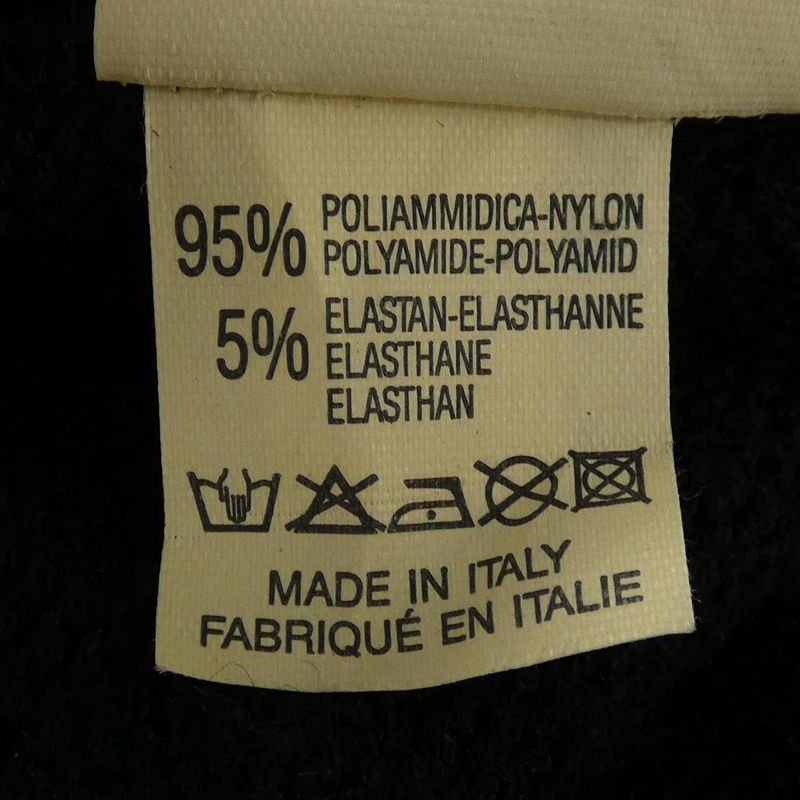 95% POLIAMMIDICA-NYLON
POLYAMIDE-POLYAMID
5% ELASTAN-ELASTHANNE
ELASTHANE
ELASTHAN
MADE IN ITALY
FABRIQUÉ EN ITALIE